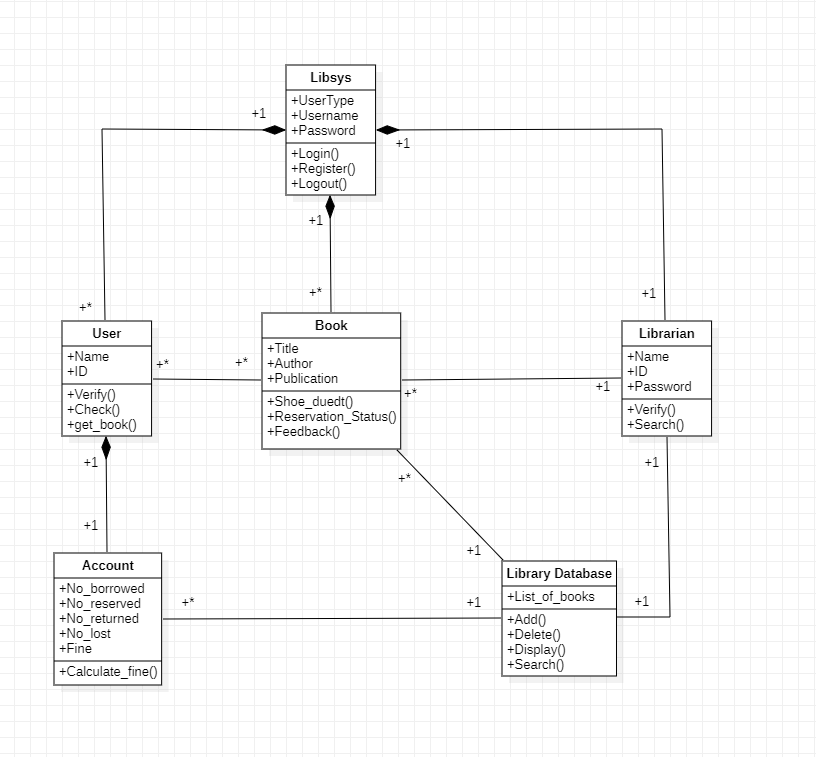 Libsys
+UserType
+Username
+Password
+Login()
+Register()
+Logout()
+1
+1
+1
+*
+*
+1
User
+Name
+ID
+Verify()
+Check()
+get_book()
+*
+*
Book
+Title
+Author
+Publication
+Shoe_duedt()
+Reservation_Status()
+Feedback()
+*
+1
Librarian
+Name
+ID
+Password
+Verify()
+Search()
+1
+1
+*
+1
+1
Account
+No_borrowed
+No_reserved
+No_returned
+No_lost
+Fine
+Calculate_fine()
+*
+1
Library Database
+List_of_books
+Add()
+Delete()
+Display()
+Search()
+1